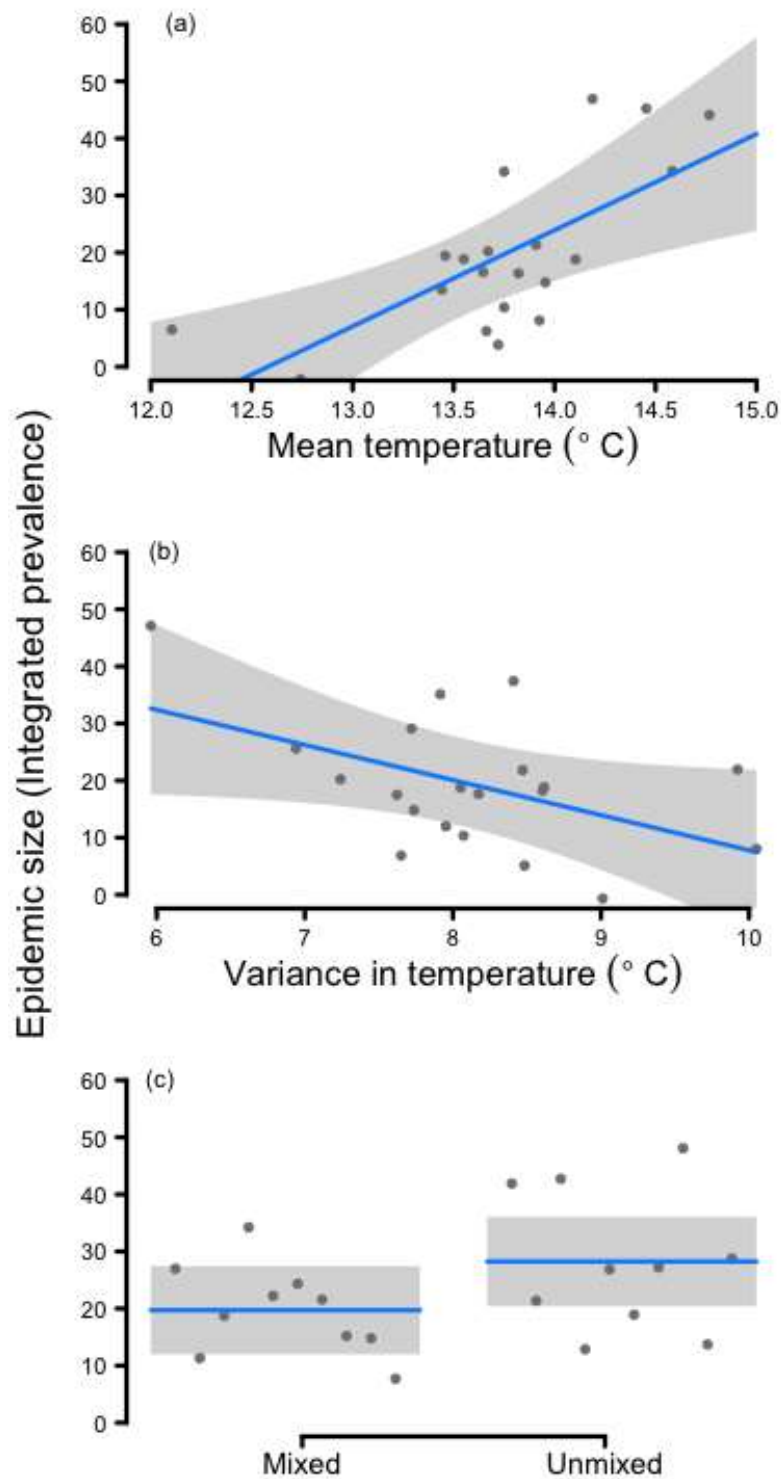 Epidemic size (Integrated prevalence)
(a)
60
50
40
30
20
10
0
12.0 12.5 13.0 13.5 14.0 14.5 15.0
Mean temperature (° C)
(b)
60
50
40
30
20
10
0
6 7 8 9 10
Variance in temperature (° C)
(c)
60
50
40
30
20
10
0
Mixed Unmixed